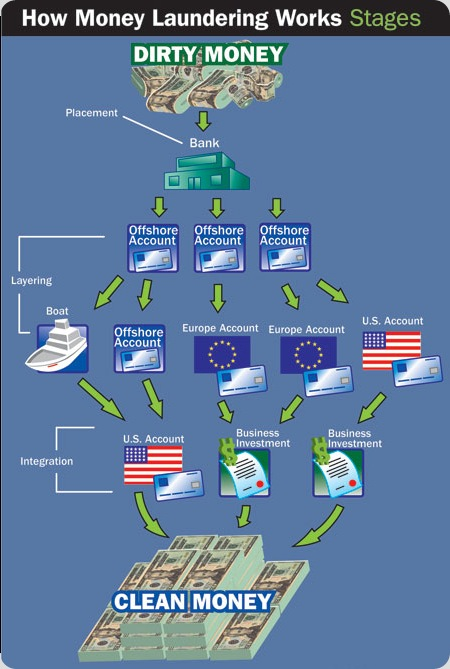 How Money Laundering Works Stages
DIRTY MONEY
Placement
Bank
Offshore
Account
Offshore
Account
Offshore
Account
Layering
Boat
Offshore
Account
Europe Account
Europe Account
U.S. Account
Integration
U.S. Account
Business
Investment
Business
Investment
CLEAN MONEY